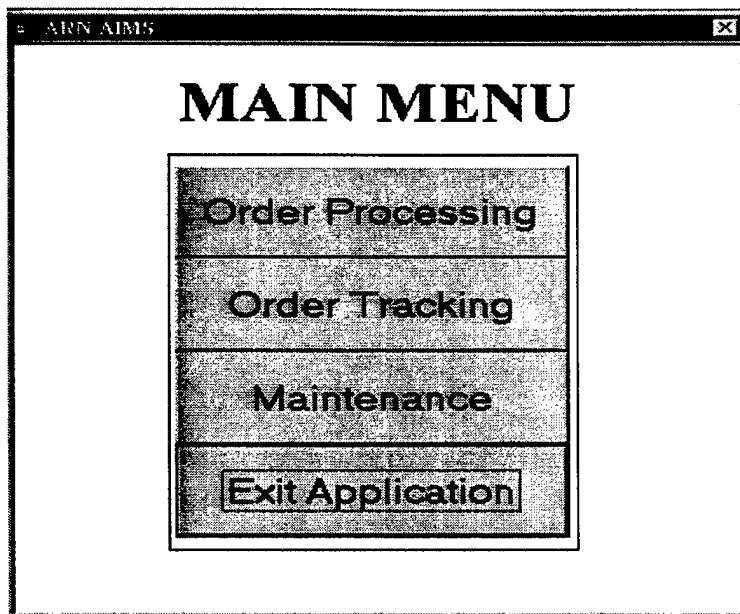 ARN AIMS
MAIN MENU
Order Processing
Order Tracking
Maintenance
Exit Application